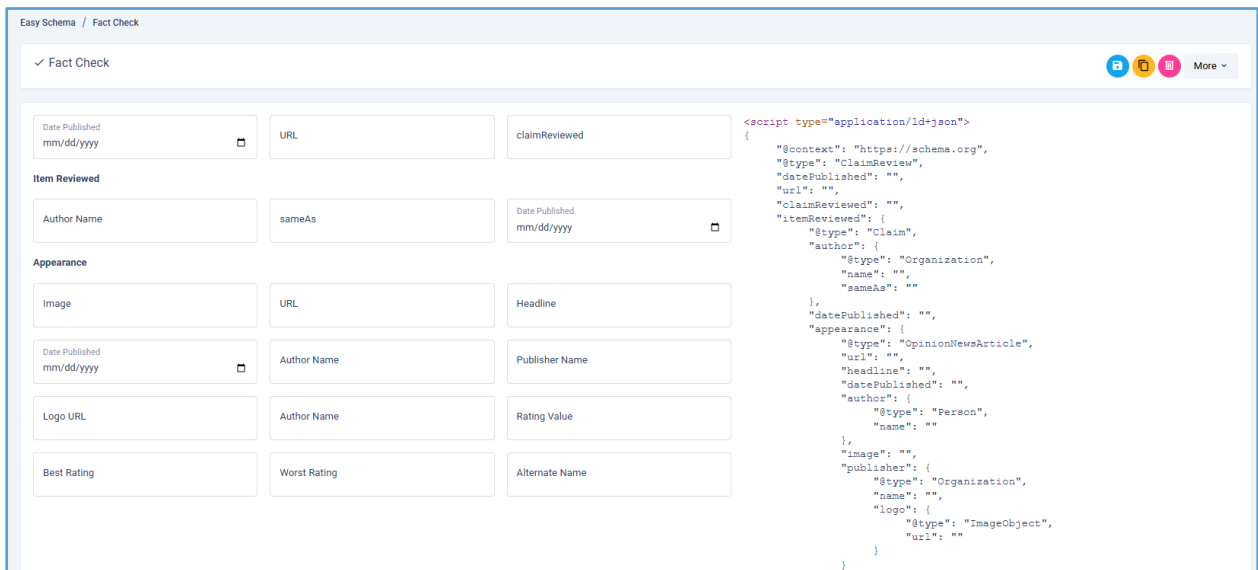 Easy Schema / Fact Check
Fact Check
More
Date Published
mm/dd/yyyy
URL
claimReviewed
Item Reviewed
Author Name
sameAs
Date Published
mm/dd/yyyy
Appearance
Image
URL
Headline
Date Published
mm/dd/yyyy
Author Name
Publisher Name
Logo URL
Author Name
Rating Value
Best Rating
Worst Rating
Alternate Name
<script type="application/ld+json">
{
"@context": "https://schema.org",
"@type": "ClaimReview",
"datePublished": "",
"url": "",
"claimReviewed": "",
"itemReviewed": {
"@type": "Claim",
"author": {
"@type": "Organization",
"name": "",
"sameAs": ""
},
"datePublished": "",
"appearance": {
"@type": "OpinionNewsArticle",
"url": "",
"headline": "",
"datePublished": "",
"author": {
"@type": "Person",
"name": ""
},
"image": "",
"publisher": {
"@type": "Organization",
"name": "",
"logo": {
"@type": "ImageObject",
"url": ""
}
}